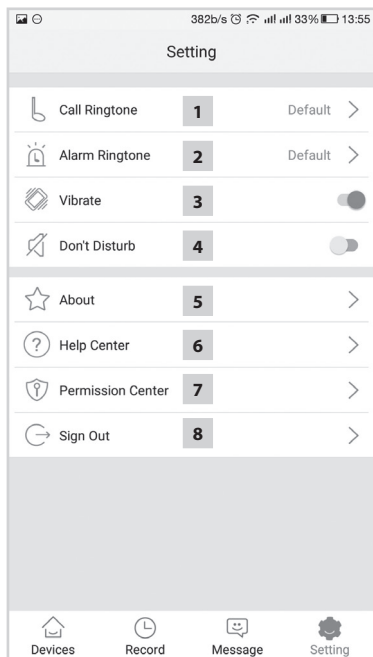 382b/s 33% 13:55
Setting
Call Ringtone 1 Default
Alarm Ringtone 2 Default
Vibrate 3
Don't Disturb 4
About 5
? Help Center 6
Permission Center 7
Sign Out 8
Devices Record Message Setting